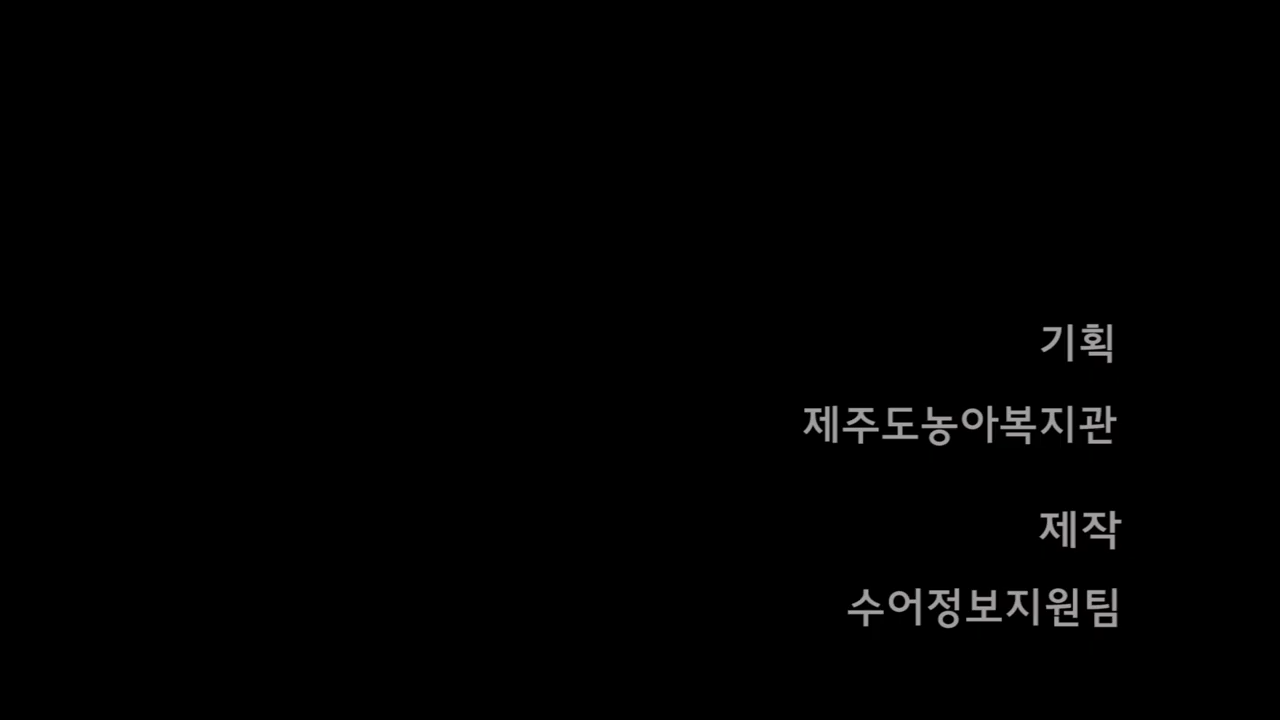 기획
제주도농아복지관
제작
수어정보지원팀